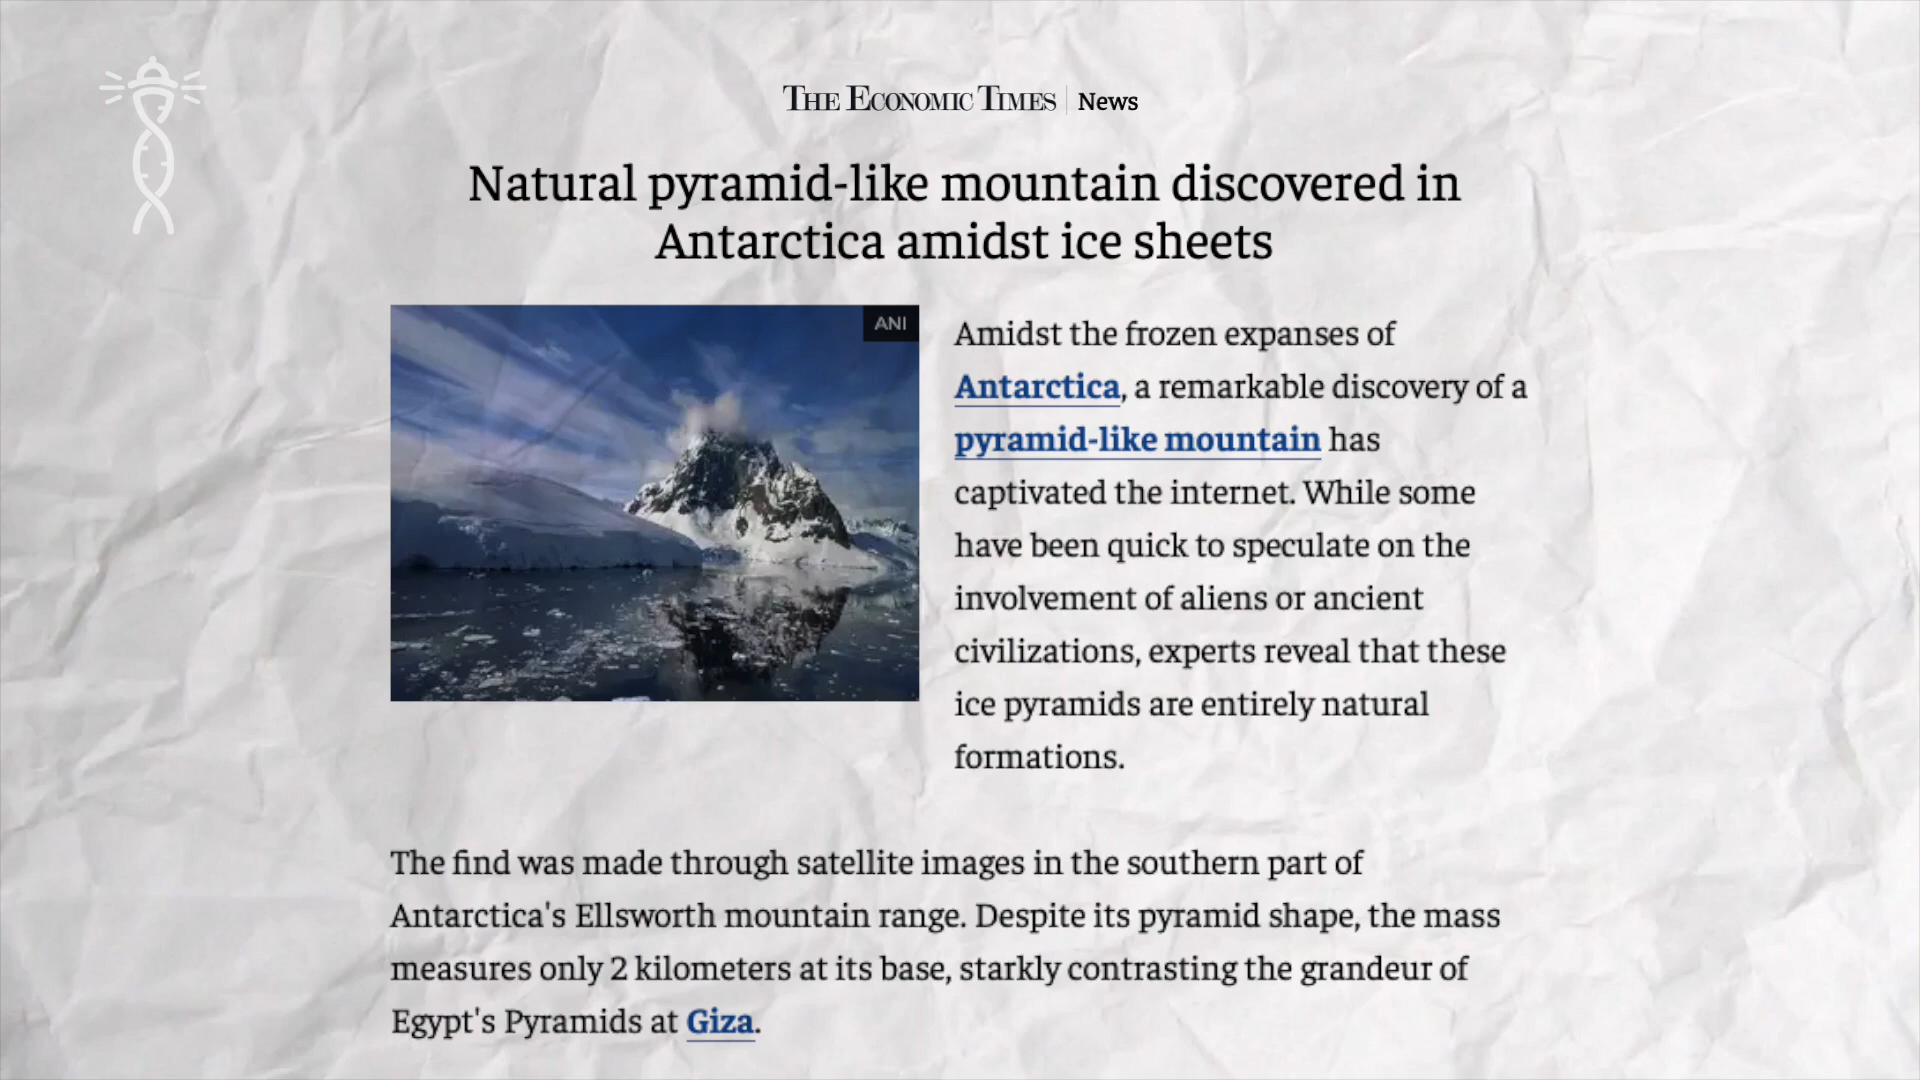 THE ECONOMIC TIMES | News
Natural pyramid-like mountain discovered in
Antarctica amidst ice sheets
ANI
Amidst the frozen expanses of
Antarctica, a remarkable discovery of a
pyramid-like mountain has
captivated the internet. While some
have been quick to speculate on the
involvement of aliens or ancient
civilizations, experts reveal that these
ice pyramids are entirely natural
formations.
The find was made through satellite images in the southern part of
Antarctica's Ellsworth mountain range. Despite its pyramid shape, the mass
measures only 2 kilometers at its base, starkly contrasting the grandeur of
Egypt's Pyramids at Giza.